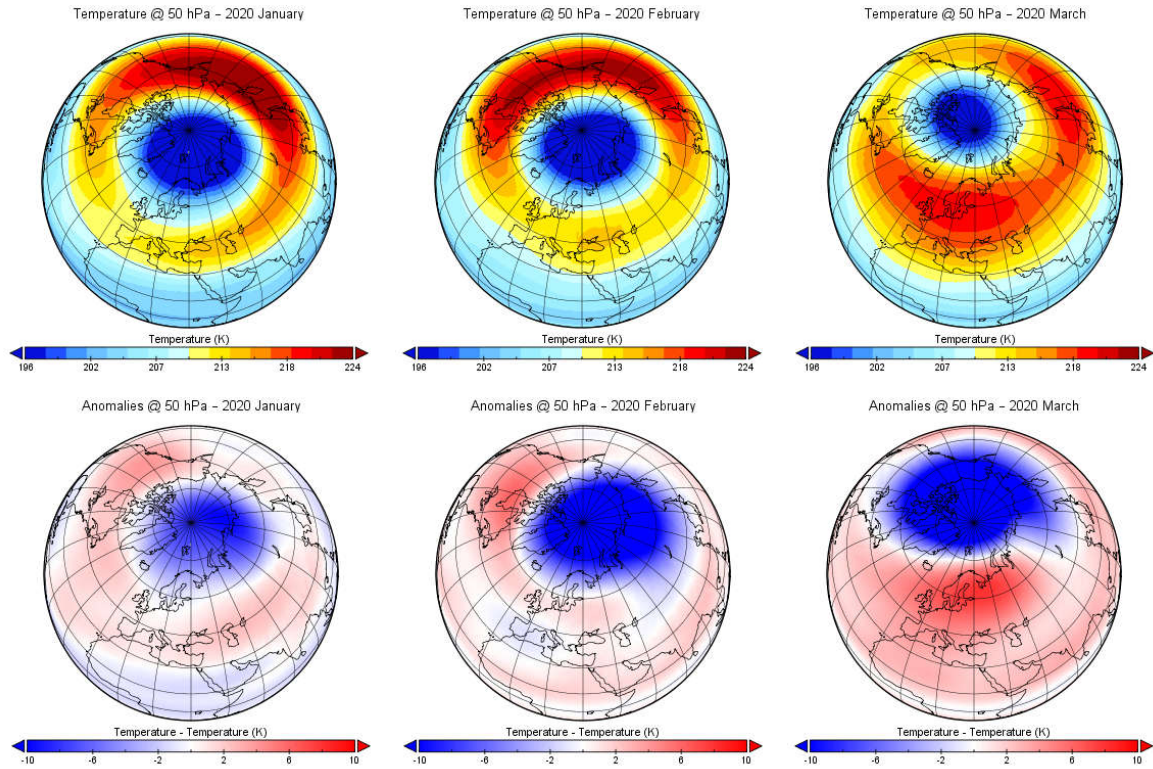 Temperature @ 50 hPa – 2020 January
Temperature @ 50 hPa – 2020 February
Temperature @ 50 hPa – 2020 March
Temperature (K)
196 202 207 213 218 224
Temperature (K)
196 202 207 213 218 224
Temperature (K)
196 202 207 213 218 224
Anomalies @ 50 hPa – 2020 January
Anomalies @ 50 hPa – 2020 February
Anomalies @ 50 hPa – 2020 March
Temperature - Temperature (K)
-10 -6 -2 2 6 10
Temperature - Temperature (K)
-10 -6 -2 2 6 10
Temperature - Temperature (K)
-10 -6 -2 2 6 10